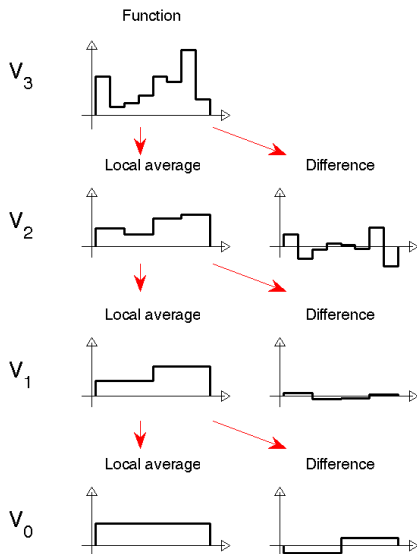 Function
V3
Local average Difference
V2
Local average Difference
V1
Local average Difference
V0